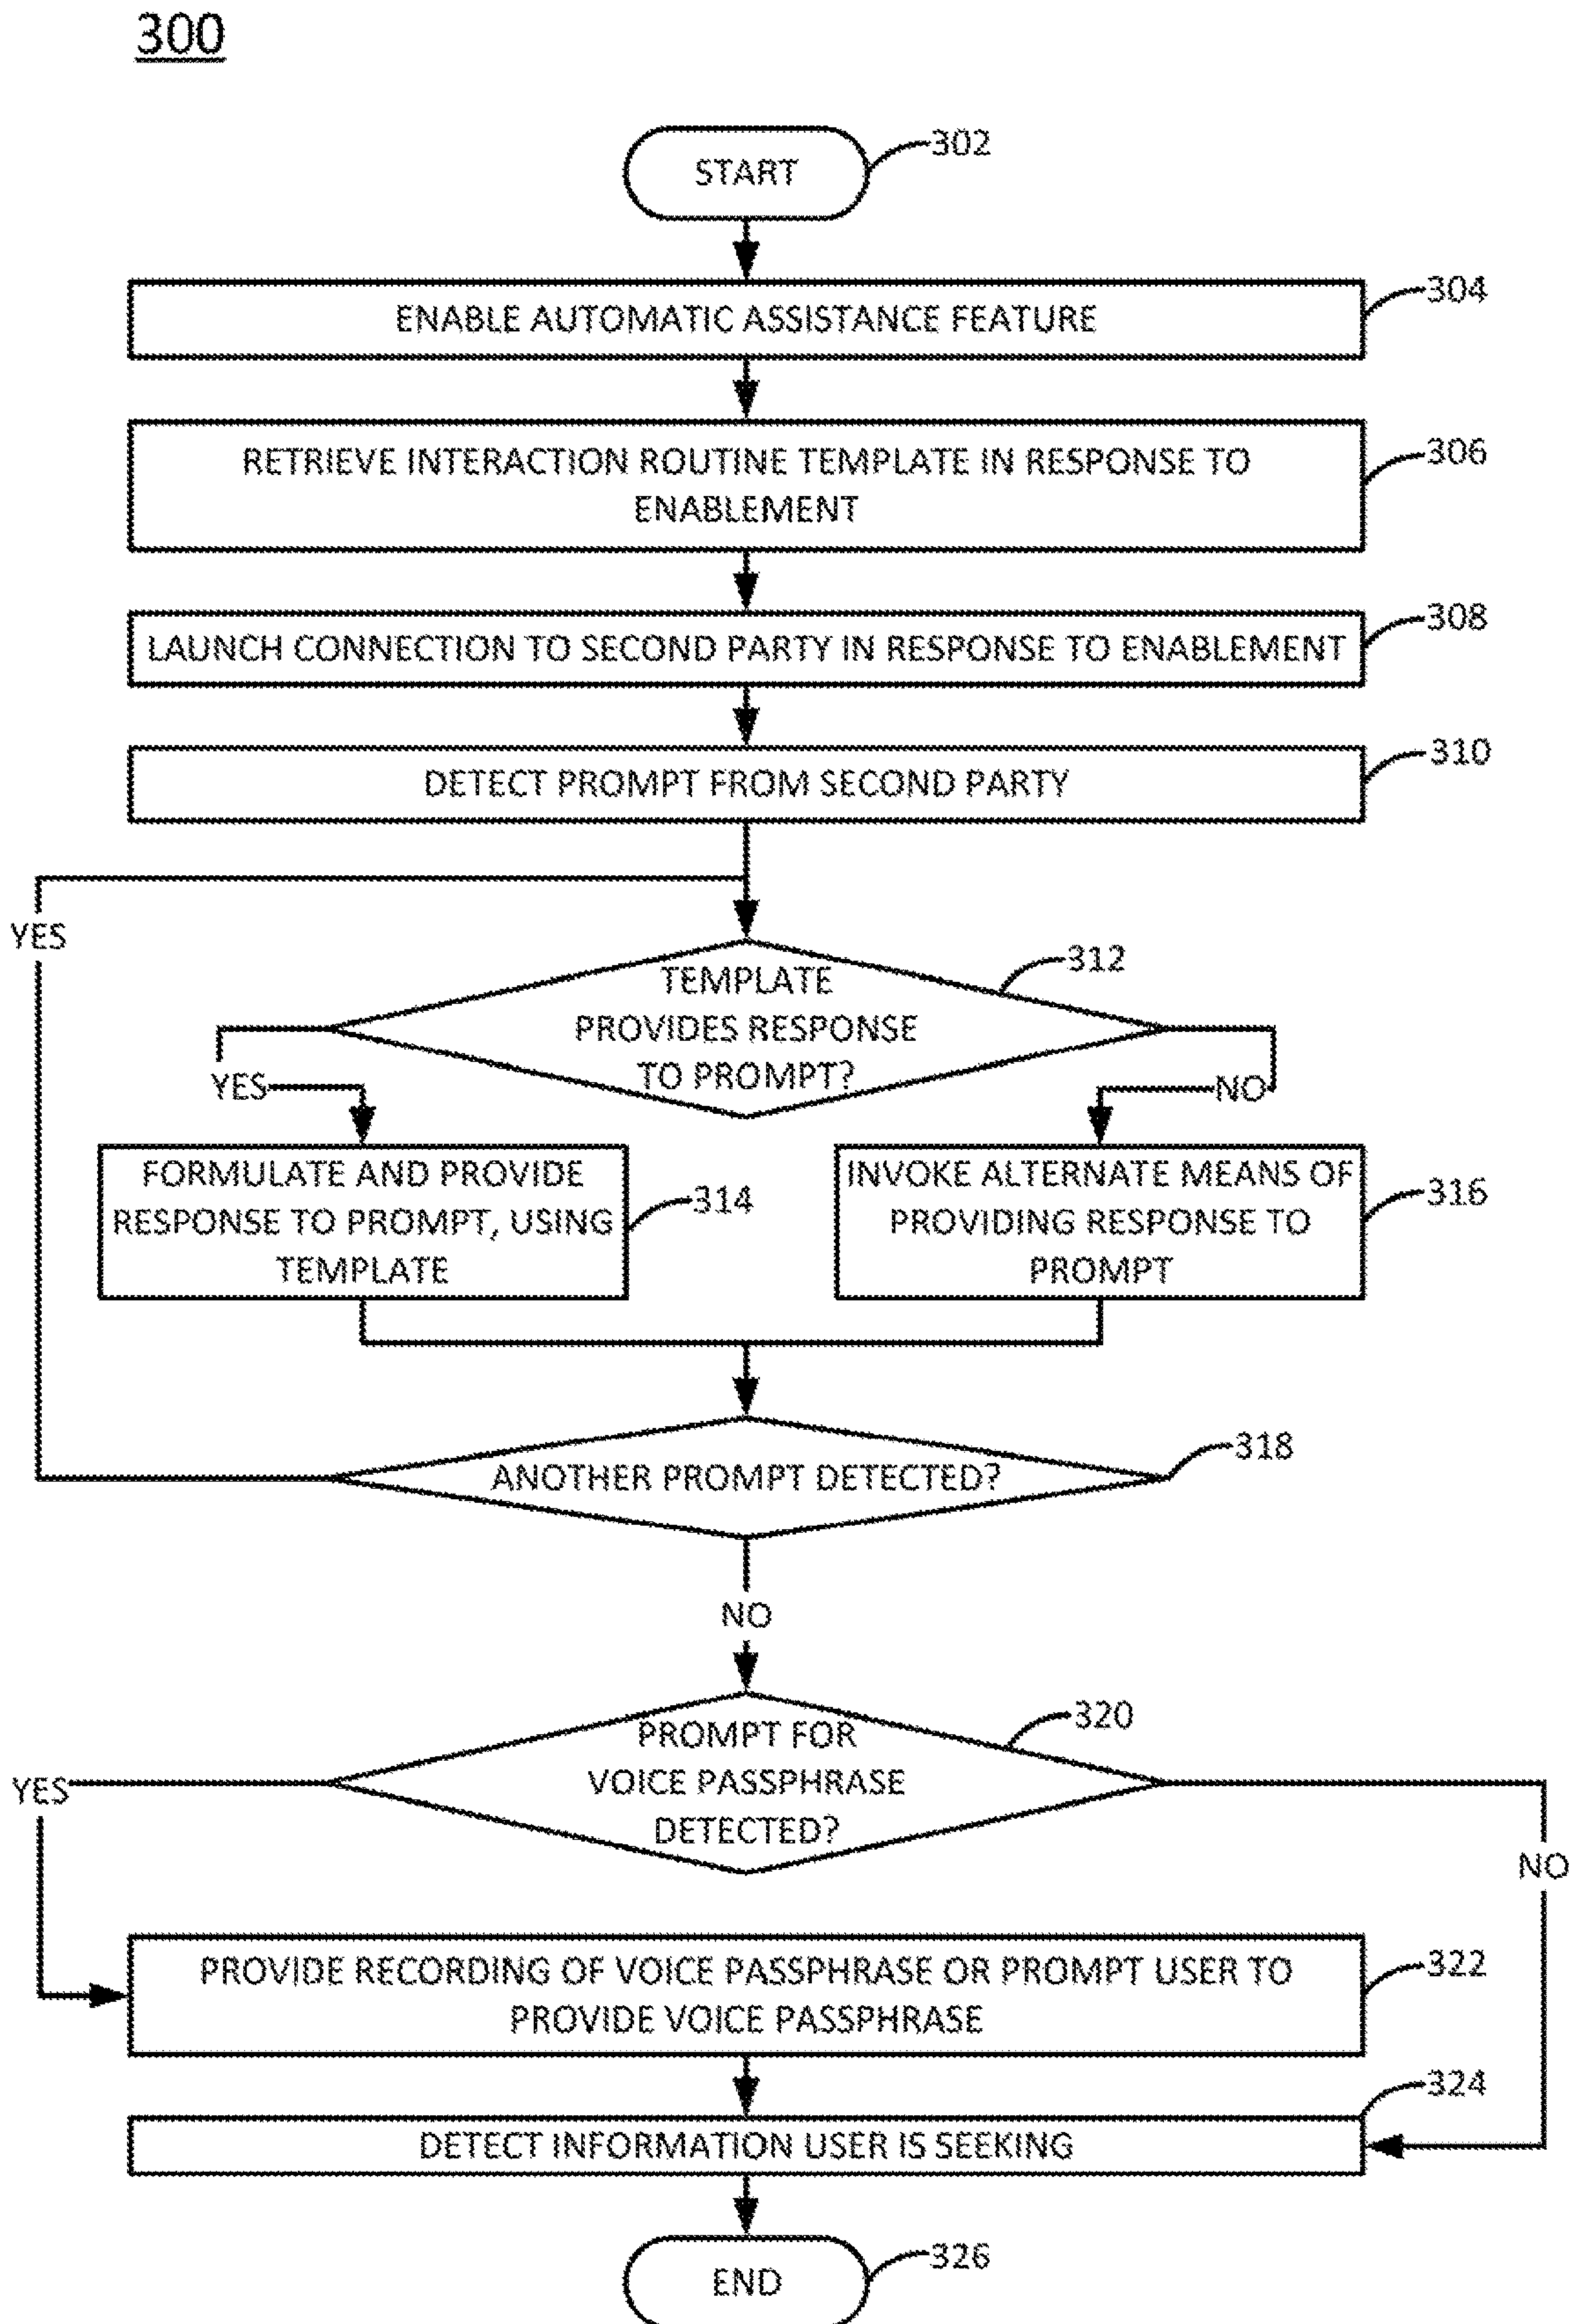 300
START
302
ENABLE AUTOMATIC ASSISTANCE FEATURE
304
RETRIEVE INTERACTION ROUTINE TEMPLATE IN RESPONSE TO
ENABLEMENT
306
LAUNCH CONNECTION TO SECOND PARTY IN RESPONSE TO ENABLEMENT
308
DETECT PROMPT FROM SECOND PARTY
310
YES
TEMPLATE
PROVIDES RESPONSE
TO PROMPT?
312
YES
NO
FORMULATE AND PROVIDE
RESPONSE TO PROMPT, USING
TEMPLATE
314
INVOKE ALTERNATE MEANS OF
PROVIDING RESPONSE TO
PROMPT
316
ANOTHER PROMPT DETECTED?
318
NO
PROMPT FOR
VOICE PASSPHRASE
DETECTED?
320
YES
NO
PROVIDE RECORDING OF VOICE PASSPHRASE OR PROMPT USER TO
PROVIDE VOICE PASSPHRASE
322
DETECT INFORMATION USER IS SEEKING
324
END
326